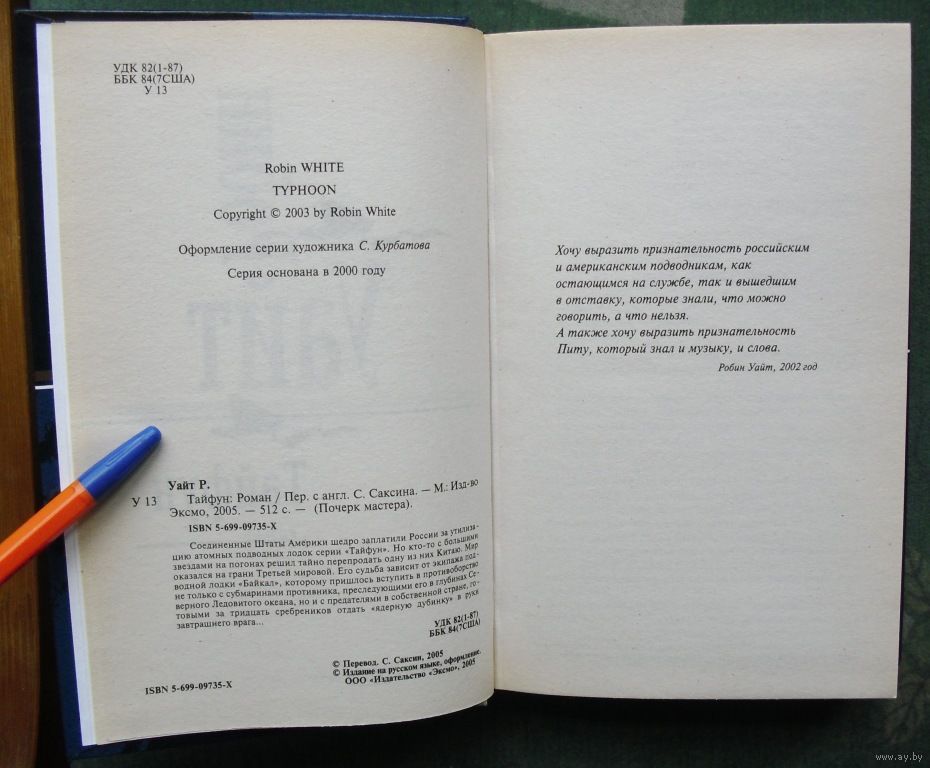 УДК 82(1-87)
ББК 84(7США)
У 13
Robin WHITE
TYPHOON
Copyright © 2003 by Robin White
Оформление серии художника С. Курбатова
Серия основана в 2000 году
Уайт Р.
У 13 Тайфун: Роман / Пер. с англ. С. Саксина. — М.: Изд-во
Эксмо, 2005. — 512 с. — (Почерк мастера).
ISBN 5-699-09735-X
Соединенные Штаты Америки щедро заплатили России за утилиза-
цию атомных подводных лодок серии «Тайфун». Но кто-то с большими
звездами на погонах решил тайно перепродать одну из них Китаю. Мир
оказался на грани Третьей мировой. Его судьба зависит от экипажа под-
водной лодки «Байкал», которому пришлось вступить в противоборство
не только с субмаринами противника, преследующими его в глубинах Се-
верного Ледовитого океана, но и с предателями в собственной стране, го-
товыми за тридцать сребреников отдать «ядерную дубинку» в руки
завтрашнего врага...
УДК 82(1-87)
ББК 84(7США)
© Перевод. С. Саксин, 2005
© Издание на русском языке, оформление.
ООО «Издательство «Эксмо», 2005
ISBN 5-699-09735-X
Хочу выразить признательность российским
и американским подводникам, как
остающимся на службе, так и вышедшим
в отставку, которые знали, что можно
говорить, а что нельзя.
А также хочу выразить признательность
Питу, который знал и музыку, и слова.
Робин Уайт, 2002 год
www.ay.by